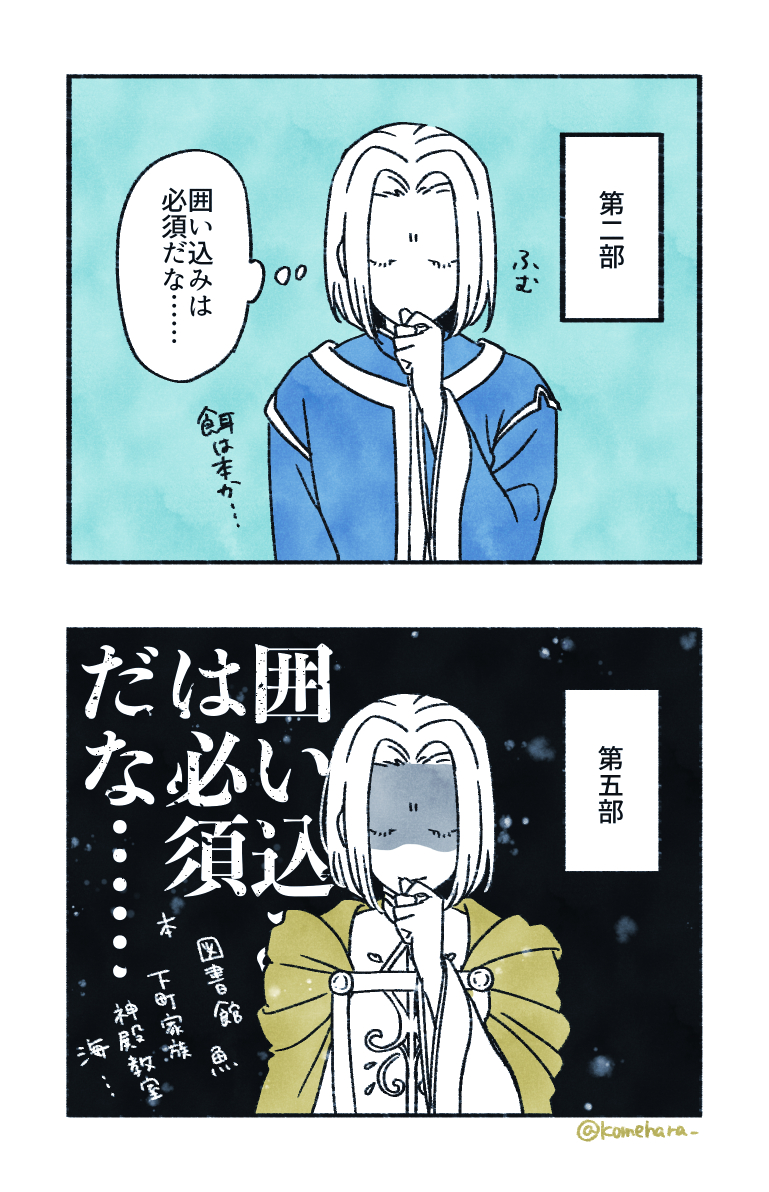 第二部
ふむ
囲い込みは
必須だな……
餌は本か…
第五部
囲い込み
は必須
だな………
図書館 魚
本 下町家族
神殿教室
海…
@komehara_